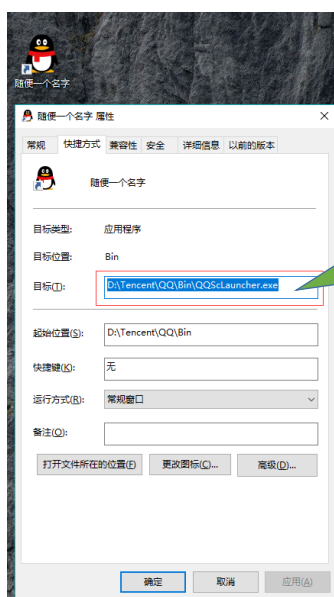 随便一个名字
随便一个名字 属性
常规 快捷方式 兼容性 安全 详细信息 以前的版本
随便一个名字
目标类型: 应用程序
目标位置: Bin
目标(T): D:\Tencent\QQ\Bin\QQScLauncher.exe
起始位置(S): D:\Tencent\QQ\Bin
快捷键(K): 无
运行方式(R): 常规窗口
备注(O):
打开文件所在的位置(F) 更改图标(C)... 高级(D)...
确定 取消 应用(A)